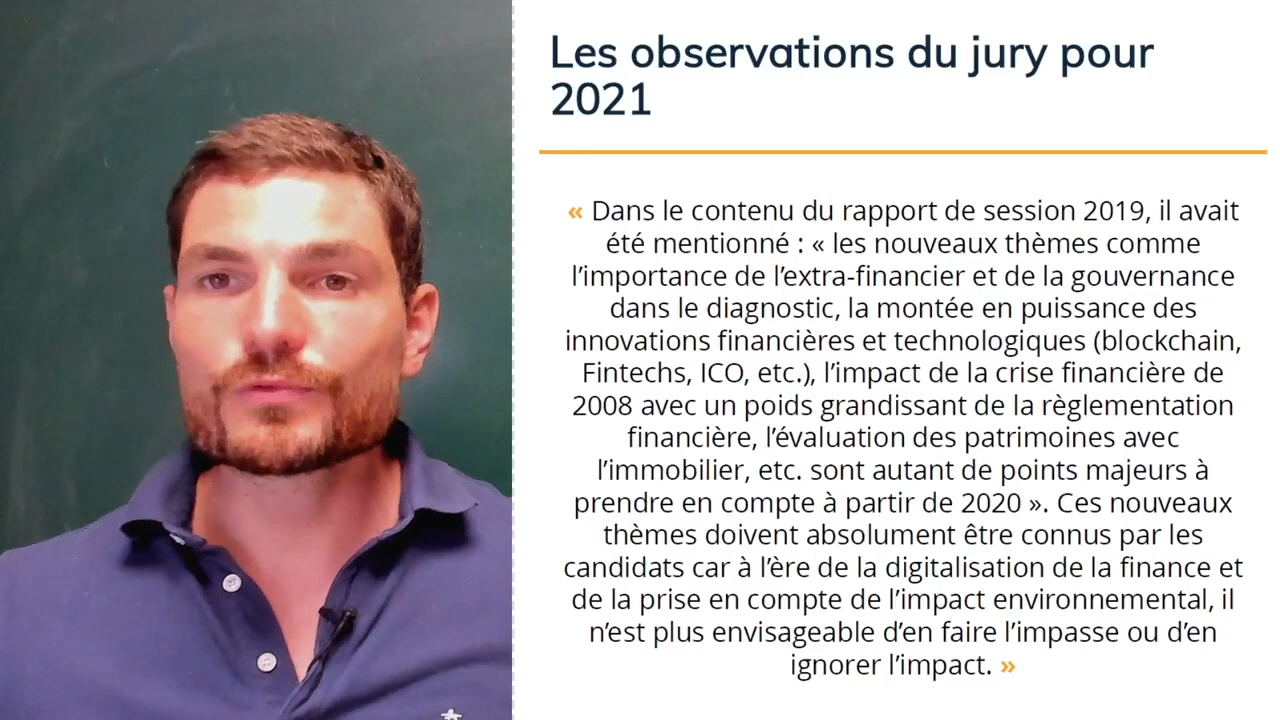 Les observations du jury pour
2021
« Dans le contenu du rapport de session 2019, il avait
été mentionné : « les nouveaux thèmes comme
l’importance de l’extra-financier et de la gouvernance
dans le diagnostic, la montée en puissance des
innovations financières et technologiques (blockchain,
Fintechs, ICO, etc.), l’impact de la crise financière de
2008 avec un poids grandissant de la règlementation
financière, l’évaluation des patrimoines avec
l’immobilier, etc. sont autant de points majeurs à
prendre en compte à partir de 2020 ». Ces nouveaux
thèmes doivent absolument être connus par les
candidats car à l’ère de la digitalisation de la finance et
de la prise en compte de l’impact environnemental, il
n’est plus envisageable d’en faire l’impasse ou d’en
ignorer l’impact. »